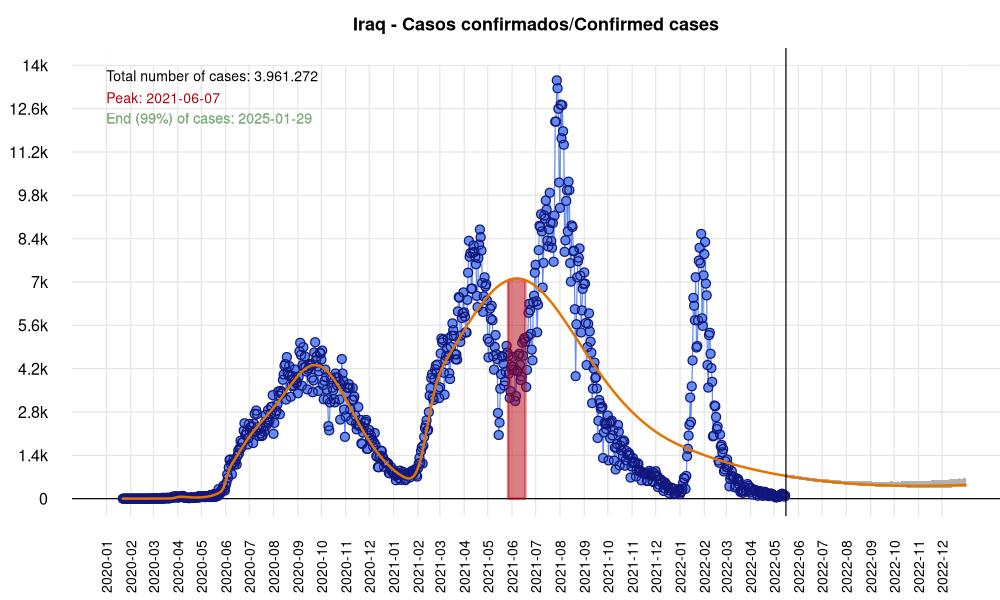 Iraq - Casos confirmados/Confirmed cases
14k
12.6k
11.2k
9.8k
8.4k
7k
5.6k
4.2k
2.8k
1.4k
0
Total number of cases: 3.961.272
Peak: 2021-06-07
End (99%) of cases: 2025-01-29
2020-01
2020-02
2020-03
2020-04
2020-05
2020-06
2020-07
2020-08
2020-09
2020-10
2020-11
2020-12
2021-01
2021-02
2021-03
2021-04
2021-05
2021-06
2021-07
2021-08
2021-09
2021-10
2021-11
2021-12
2022-01
2022-02
2022-03
2022-04
2022-05
2022-06
2022-07
2022-08
2022-09
2022-10
2022-11
2022-12